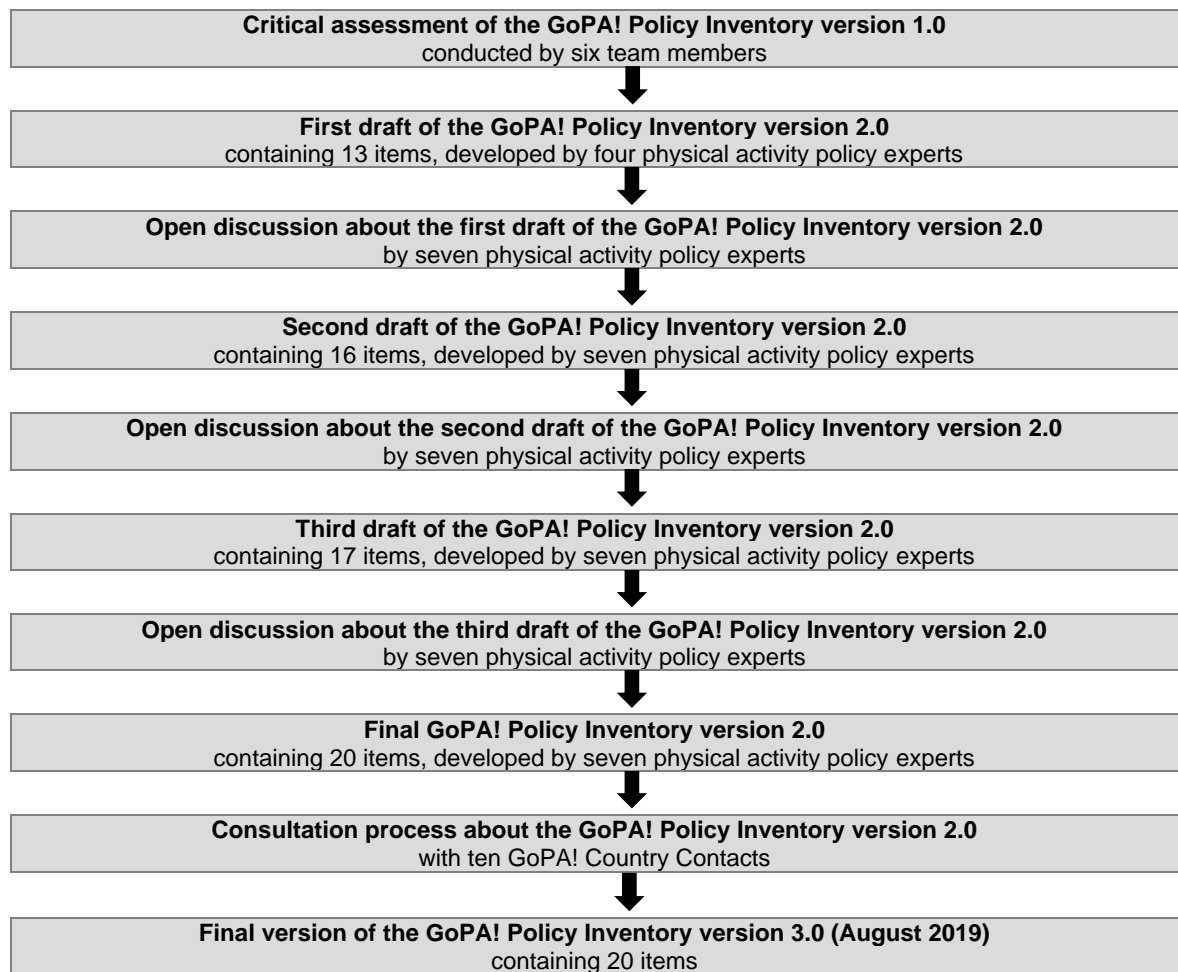 Critical assessment of the GoPA! Policy Inventory version 1.0
conducted by six team members
First draft of the GoPA! Policy Inventory version 2.0
containing 13 items, developed by four physical activity policy experts
Open discussion about the first draft of the GoPA! Policy Inventory version 2.0
by seven physical activity policy experts
Second draft of the GoPA! Policy Inventory version 2.0
containing 16 items, developed by seven physical activity policy experts
Open discussion about the second draft of the GoPA! Policy Inventory version 2.0
by seven physical activity policy experts
Third draft of the GoPA! Policy Inventory version 2.0
containing 17 items, developed by seven physical activity policy experts
Open discussion about the third draft of the GoPA! Policy Inventory version 2.0
by seven physical activity policy experts
Final GoPA! Policy Inventory version 2.0
containing 20 items, developed by seven physical activity policy experts
Consultation process about the GoPA! Policy Inventory version 2.0
with ten GoPA! Country Contacts
Final version of the GoPA! Policy Inventory version 3.0 (August 2019)
containing 20 items